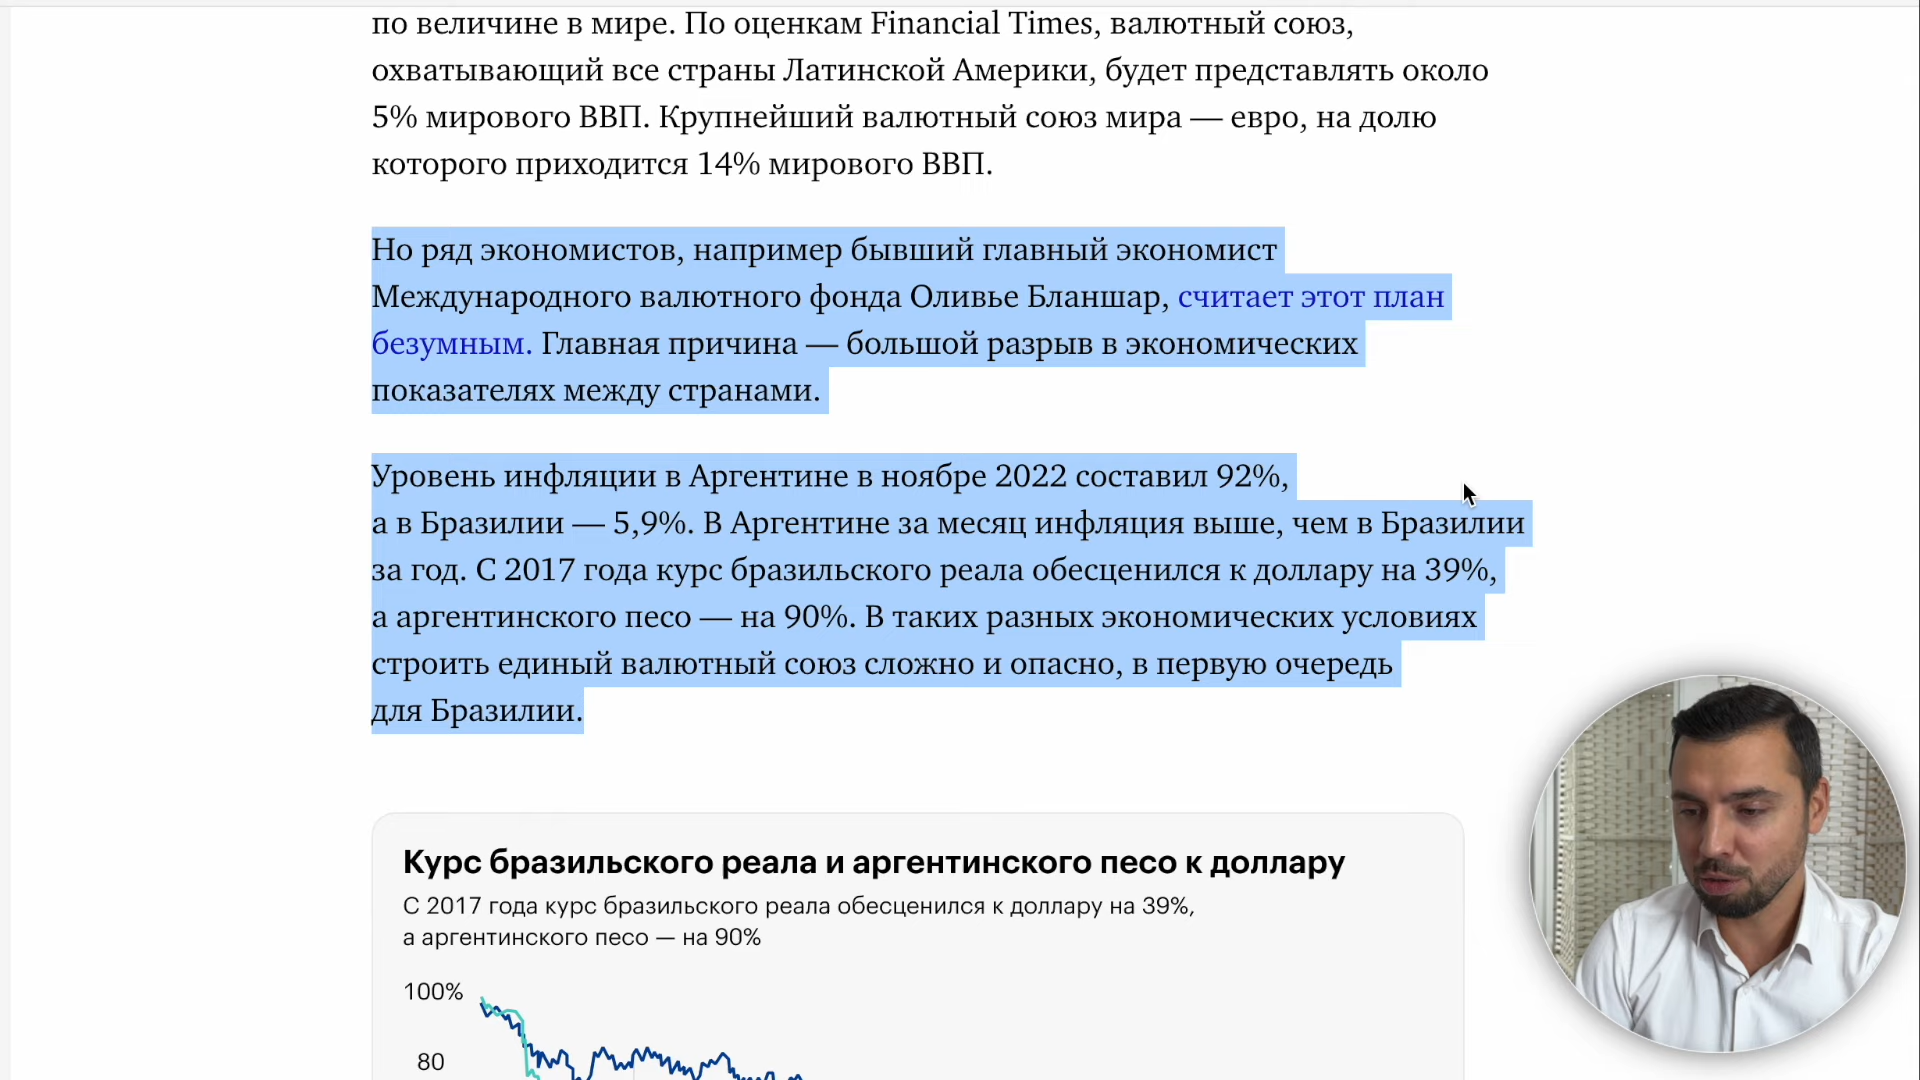 по величине в мире. По оценкам Financial Times, валютный союз,
охватывающий все страны Латинской Америки, будет представлять около
5% мирового ВВП. Крупнейший валютный союз мира — евро, на долю
которого приходится 14% мирового ВВП.
Но ряд экономистов, например бывший главный экономист
Международного валютного фонда Оливье Бланшар, считает этот план
безумным. Главная причина — большой разрыв в экономических
показателях между странами.
Уровень инфляции в Аргентине в ноябре 2022 составил 92%,
а в Бразилии — 5,9%. В Аргентине за месяц инфляция выше, чем в Бразилии
за год. С 2017 года курс бразильского реала обесценился к доллару на 39%,
а аргентинского песо — на 90%. В таких разных экономических условиях
строить единый валютный союз сложно и опасно, в первую очередь
для Бразилии.
Курс бразильского реала и аргентинского песо к доллару
С 2017 года курс бразильского реала обесценился к доллару на 39%,
а аргентинского песо — на 90%
100%
80